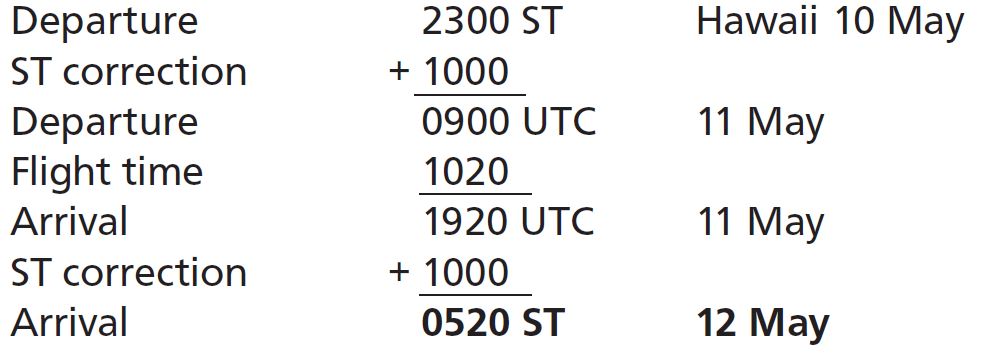 Departure 2300 ST Hawaii 10 May
ST correction + 1000
Departure 0900 UTC 11 May
Flight time 1020
Arrival 1920 UTC 11 May
ST correction + 1000
Arrival 0520 ST 12 May